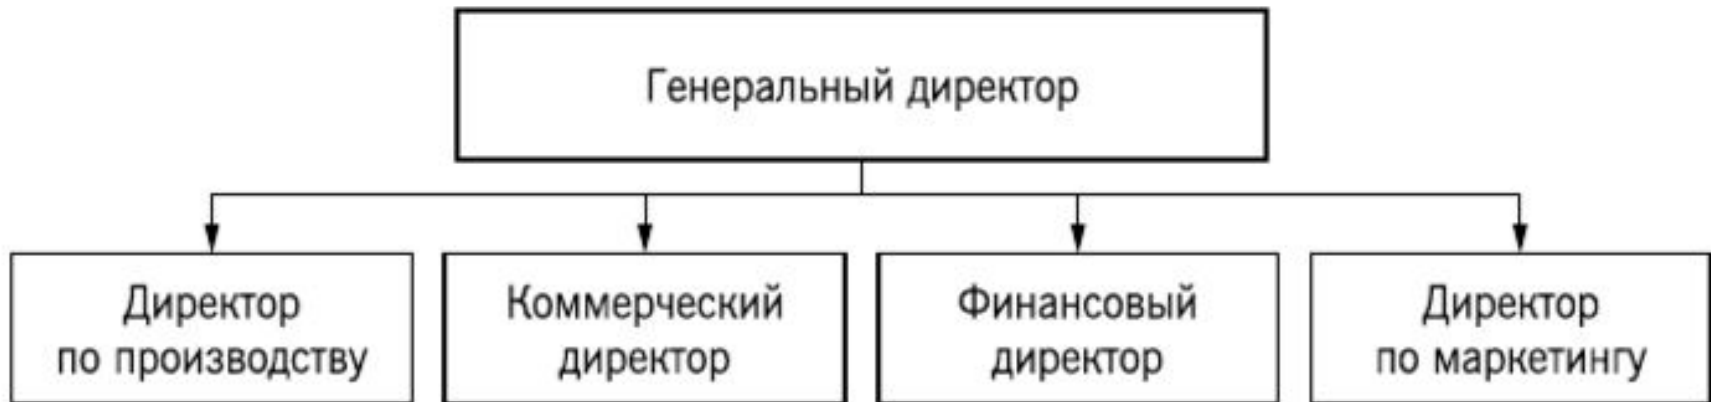 Генеральный директор
Директор
по производству
Коммерческий
директор
Финансовый
директор
Директор
по маркетингу